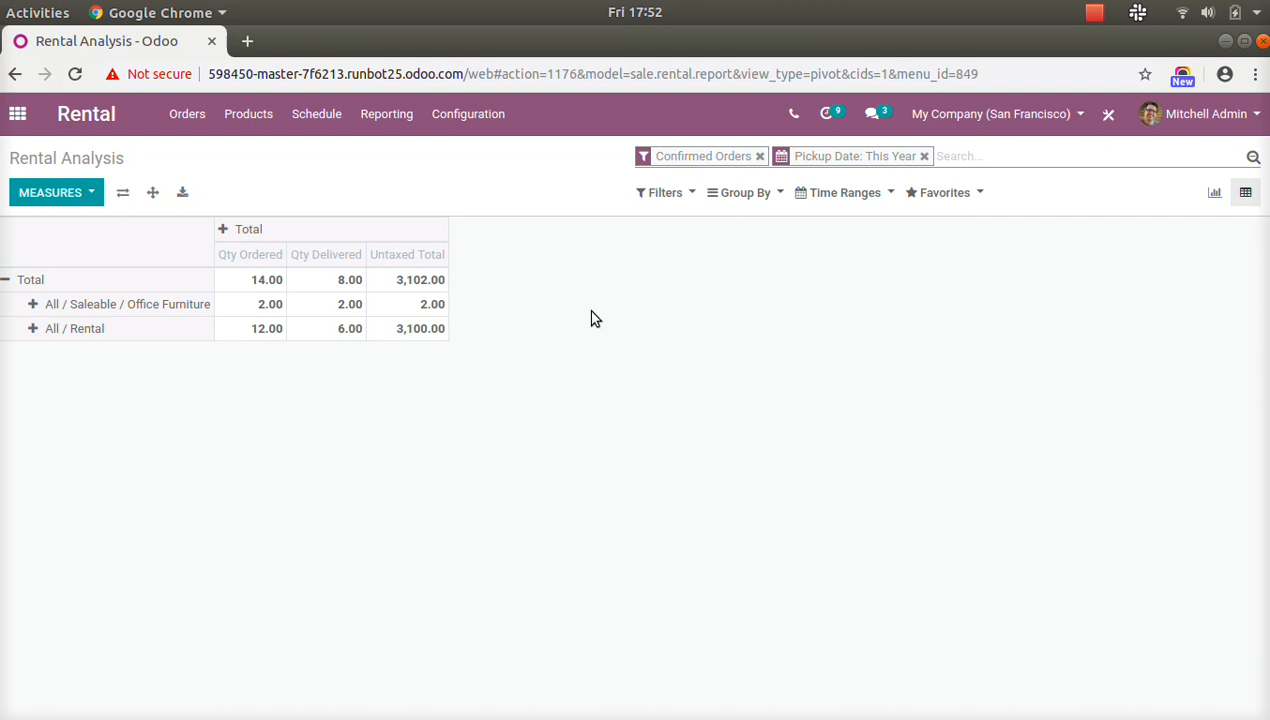 Activities Google Chrome Fri 17:52
Rental Analysis - Odoo
Not secure 598450-master-7f6213.runbot25.odoo.com/web#action=1176&model=sale.rental.report&view_type=pivot&cids=1&menu_id=849 New
Rental Orders Products Schedule Reporting Configuration 9 3 My Company (San Francisco) Mitchell Admin
Rental Analysis Confirmed Orders Pickup Date: This Year Search...
MEASURES Filters Group By Time Ranges Favorites
Total
Qty Ordered Qty Delivered Untaxed Total
Total 14.00 8.00 3,102.00
All / Saleable / Office Furniture 2.00 2.00 2.00
All / Rental 12.00 6.00 3,100.00